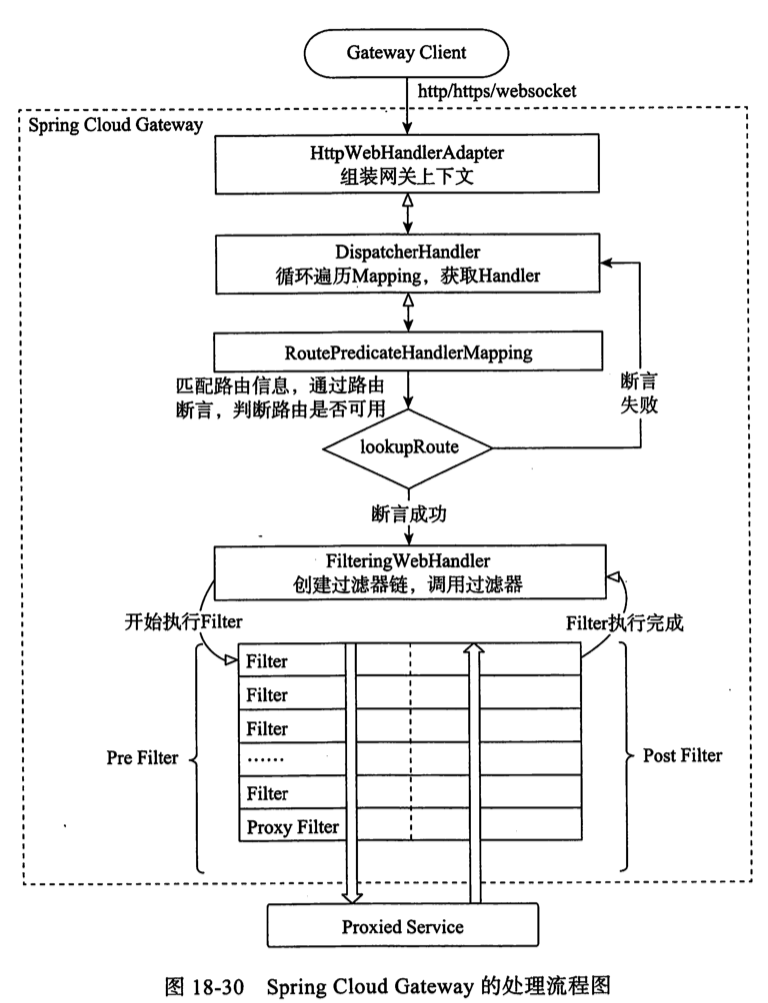 Gateway Client
http/https/websocket
Spring Cloud Gateway
HttpWebHandlerAdapter
组装网关上下文
DispatcherHandler
循环遍历Mapping，获取Handler
RoutePredicateHandlerMapping
匹配路由信息，通过路由
断言，判断路由是否可用
断言
失败
lookupRoute
断言成功
FilteringWebHandler
创建过滤器链，调用过滤器
开始执行Filter
Filter执行完成
Filter
Filter
Filter
……
Filter
Proxy Filter
Pre Filter
Post Filter
Proxied Service
图 18-30 Spring Cloud Gateway 的处理流程图